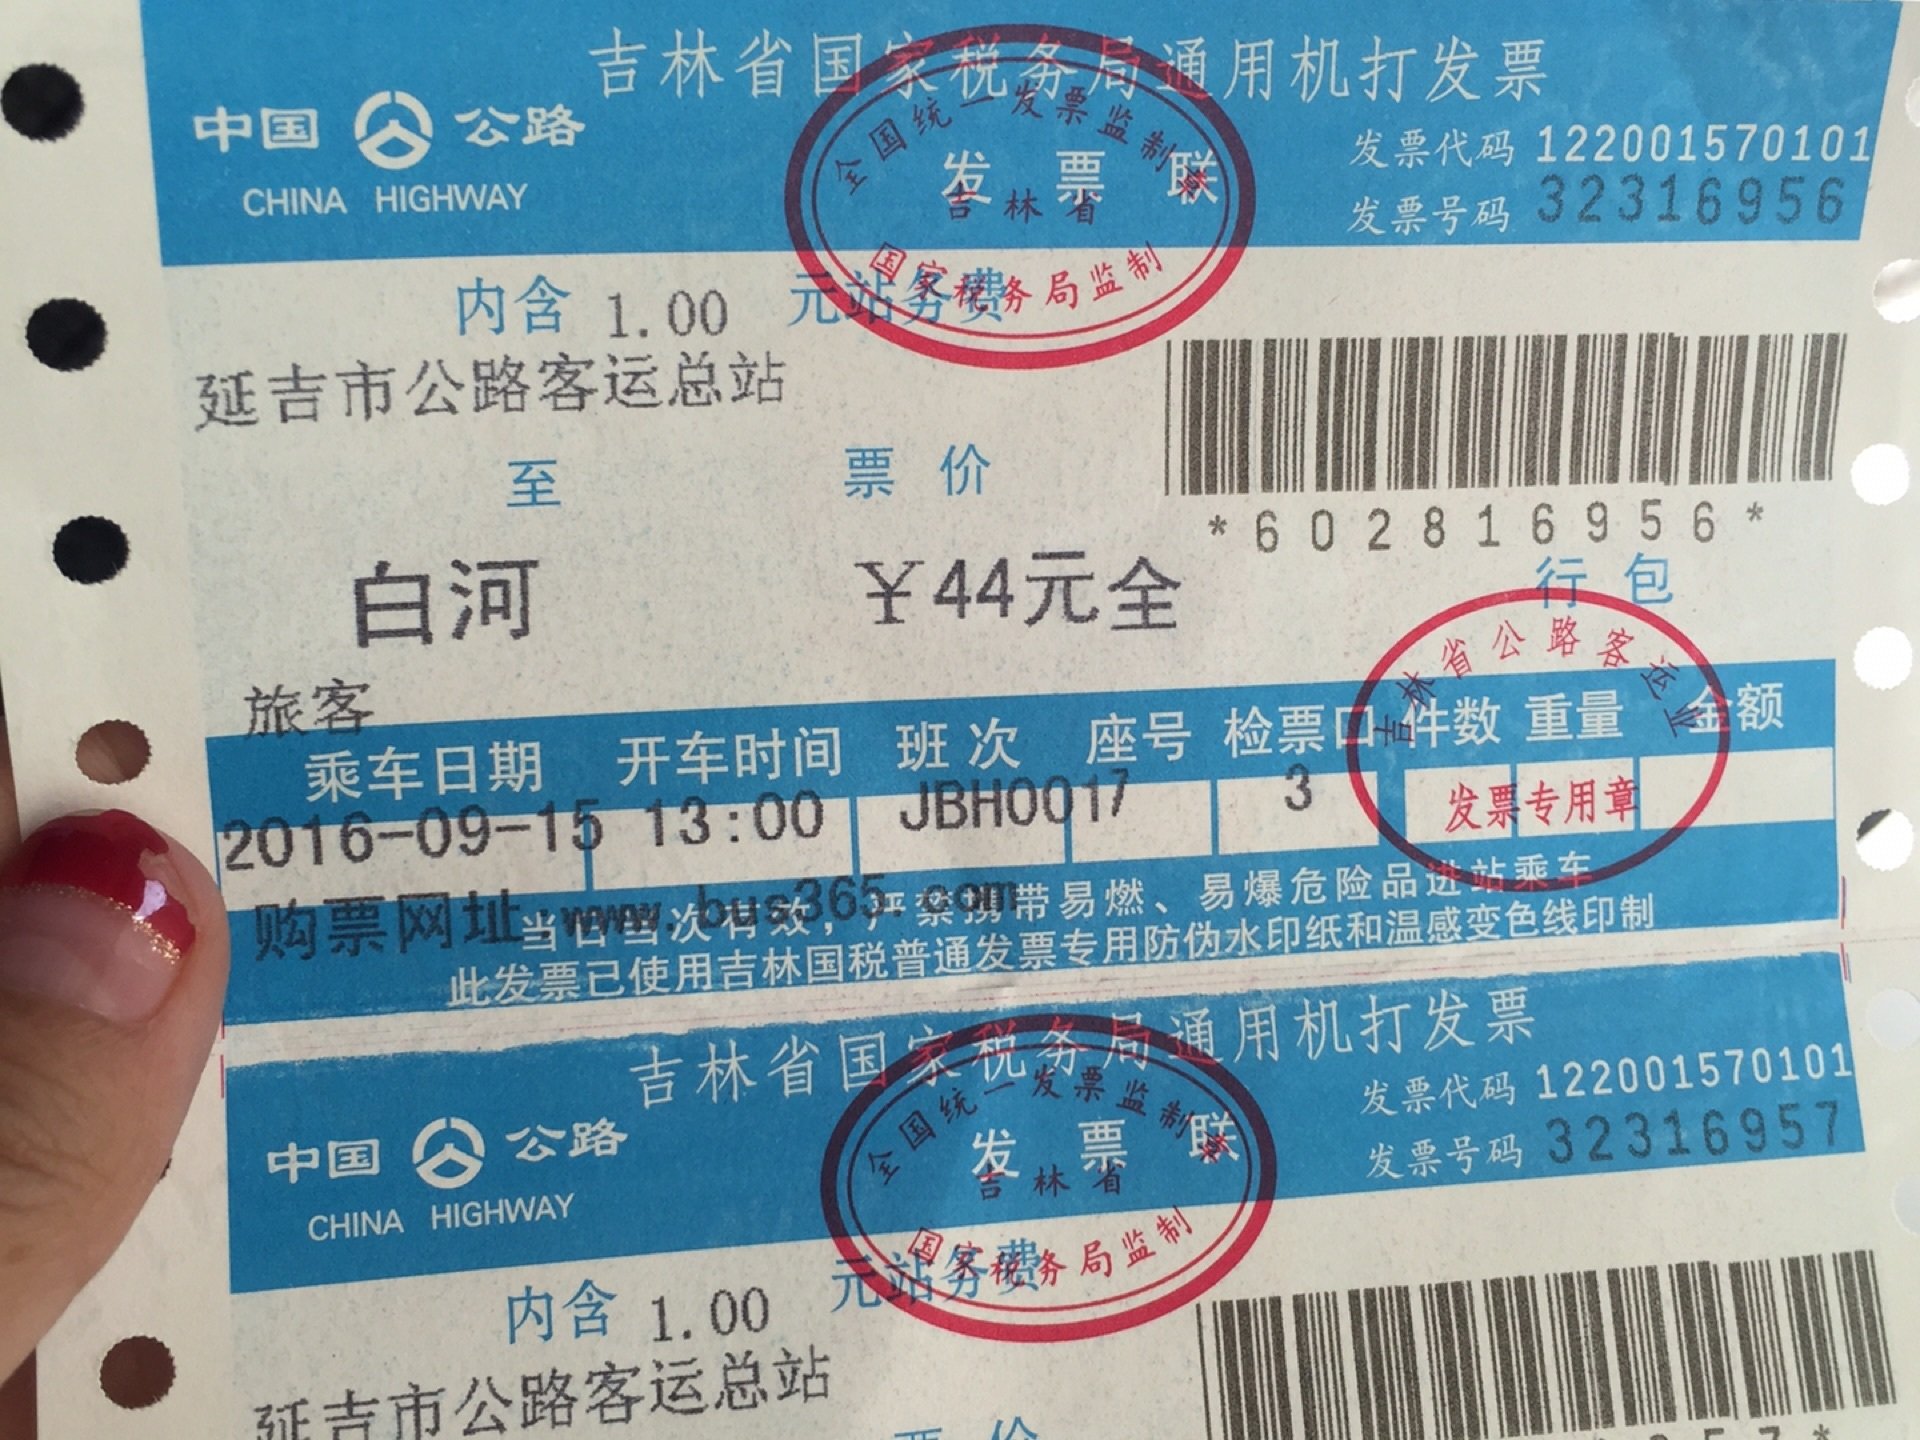 吉林省国家税务局通用机打发票
中国 公路
CHINA HIGHWAY
全国统一发票监制章
发票联
吉林省
国家税务局监制
发票代码 122001570101
发票号码 32316956
内含 1.00 元站务费
延吉市公路客运总站
至 票价
*602816956*
白河 ¥44元全
行包
旅客
吉林省公路客运业
发票专用章
乘车日期 开车时间 班次 座号 检票口 件数 重量 金额
2016-09-15 13:00 JBH0017 3
购票网址:www.bus365.com
当日当次有效,严禁携带易燃、易爆危险品进站乘车
此发票已使用吉林国税普通发票专用防伪水印纸和温感变色线印制
吉林省国家税务局通用机打发票
中国 公路
CHINA HIGHWAY
全国统一发票监制章
发票联
吉林省
国家税务局监制
发票代码 122001570101
发票号码 32316957
内含 1.00 元站务费
延吉市公路客运总站
票价